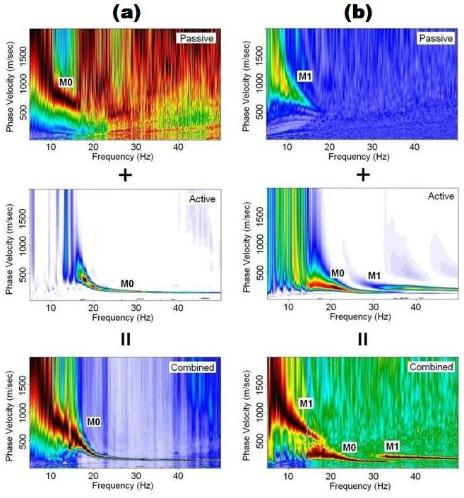 (a) (b)
Passive Passive
M0 M1
Phase Velocity (m/sec) Phase Velocity (m/sec)
500 1000 1500 500 1000 1500
10 20 30 40 10 20 30 40
Frequency (Hz) Frequency (Hz)
+ +
Active Active
M0 M0 M1
Phase Velocity (m/sec) Phase Velocity (m/sec)
500 1000 1500 500 1000 1500
10 20 30 40 10 20 30 40
Frequency (Hz) Frequency (Hz)
= =
Combined Combined
M0 M1 M0 M1
Phase Velocity (m/sec) Phase Velocity (m/sec)
500 1000 1500 500 1000 1500
10 20 30 40 10 20 30 40
Frequency (Hz) Frequency (Hz)